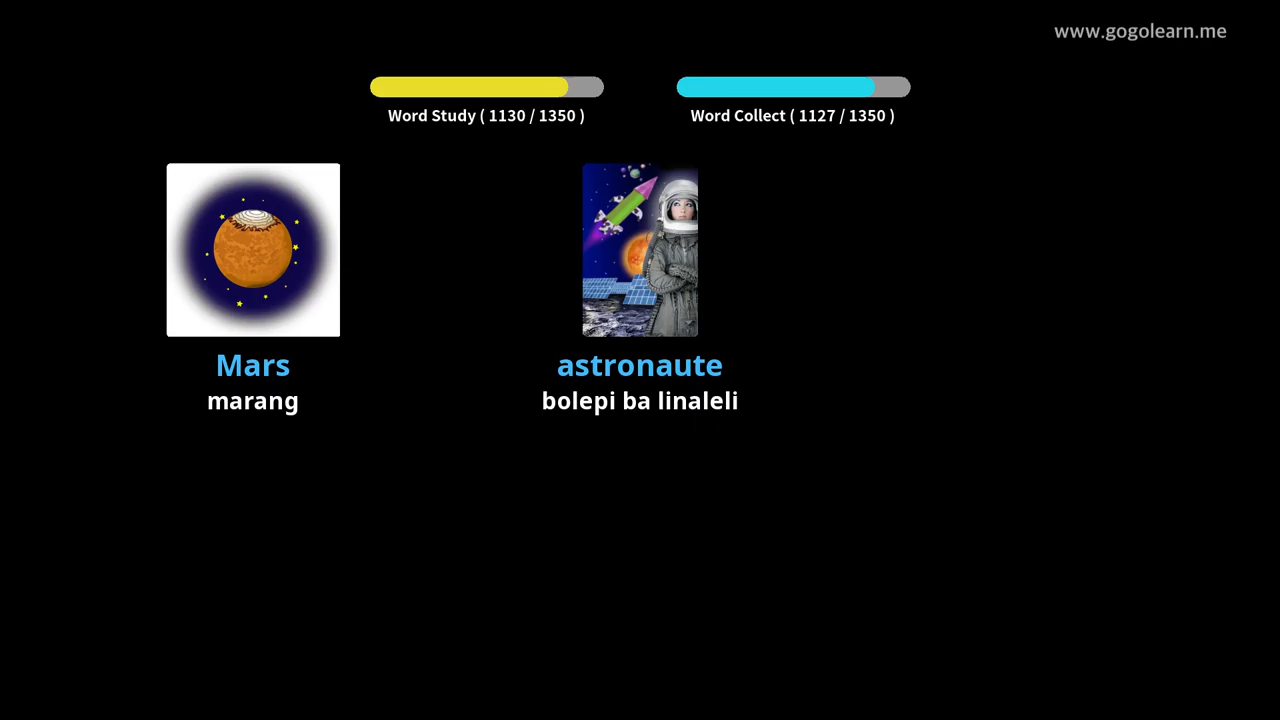 www.gogolearn.me
Word Study ( 1130 / 1350 )
Word Collect ( 1127 / 1350 )
Mars
marang
astronaute
bolepi ba linaleli